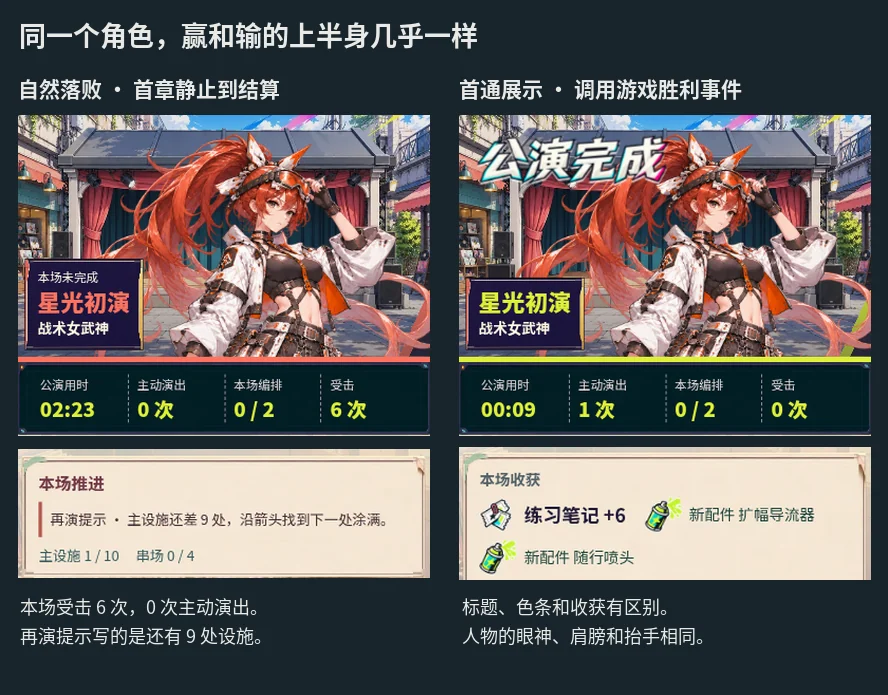 同一个角色，赢和输的上半身几乎一样
自然落败 · 首章静止到结算
本场未完成
星光初演
战术女武神
公演用时 主动演出 本场编排 受击
02:23 0 次 0 / 2 6 次
本场推进
再演提示 · 主设施还差 9 处，沿箭头找到下一处涂满。
主设施 1 / 10 串场 0 / 4
本场受击 6 次，0 次主动演出。
再演提示写的是还有 9 处设施。
首通展示 · 调用游戏胜利事件
公演完成
星光初演
战术女武神
公演用时 主动演出 本场编排 受击
00:09 1 次 0 / 2 0 次
本场收获
练习笔记 +6 新配件 扩幅导流器
新配件 随行喷头
标题、色条和收获有区别。
人物的眼神、肩膀和抬手相同。